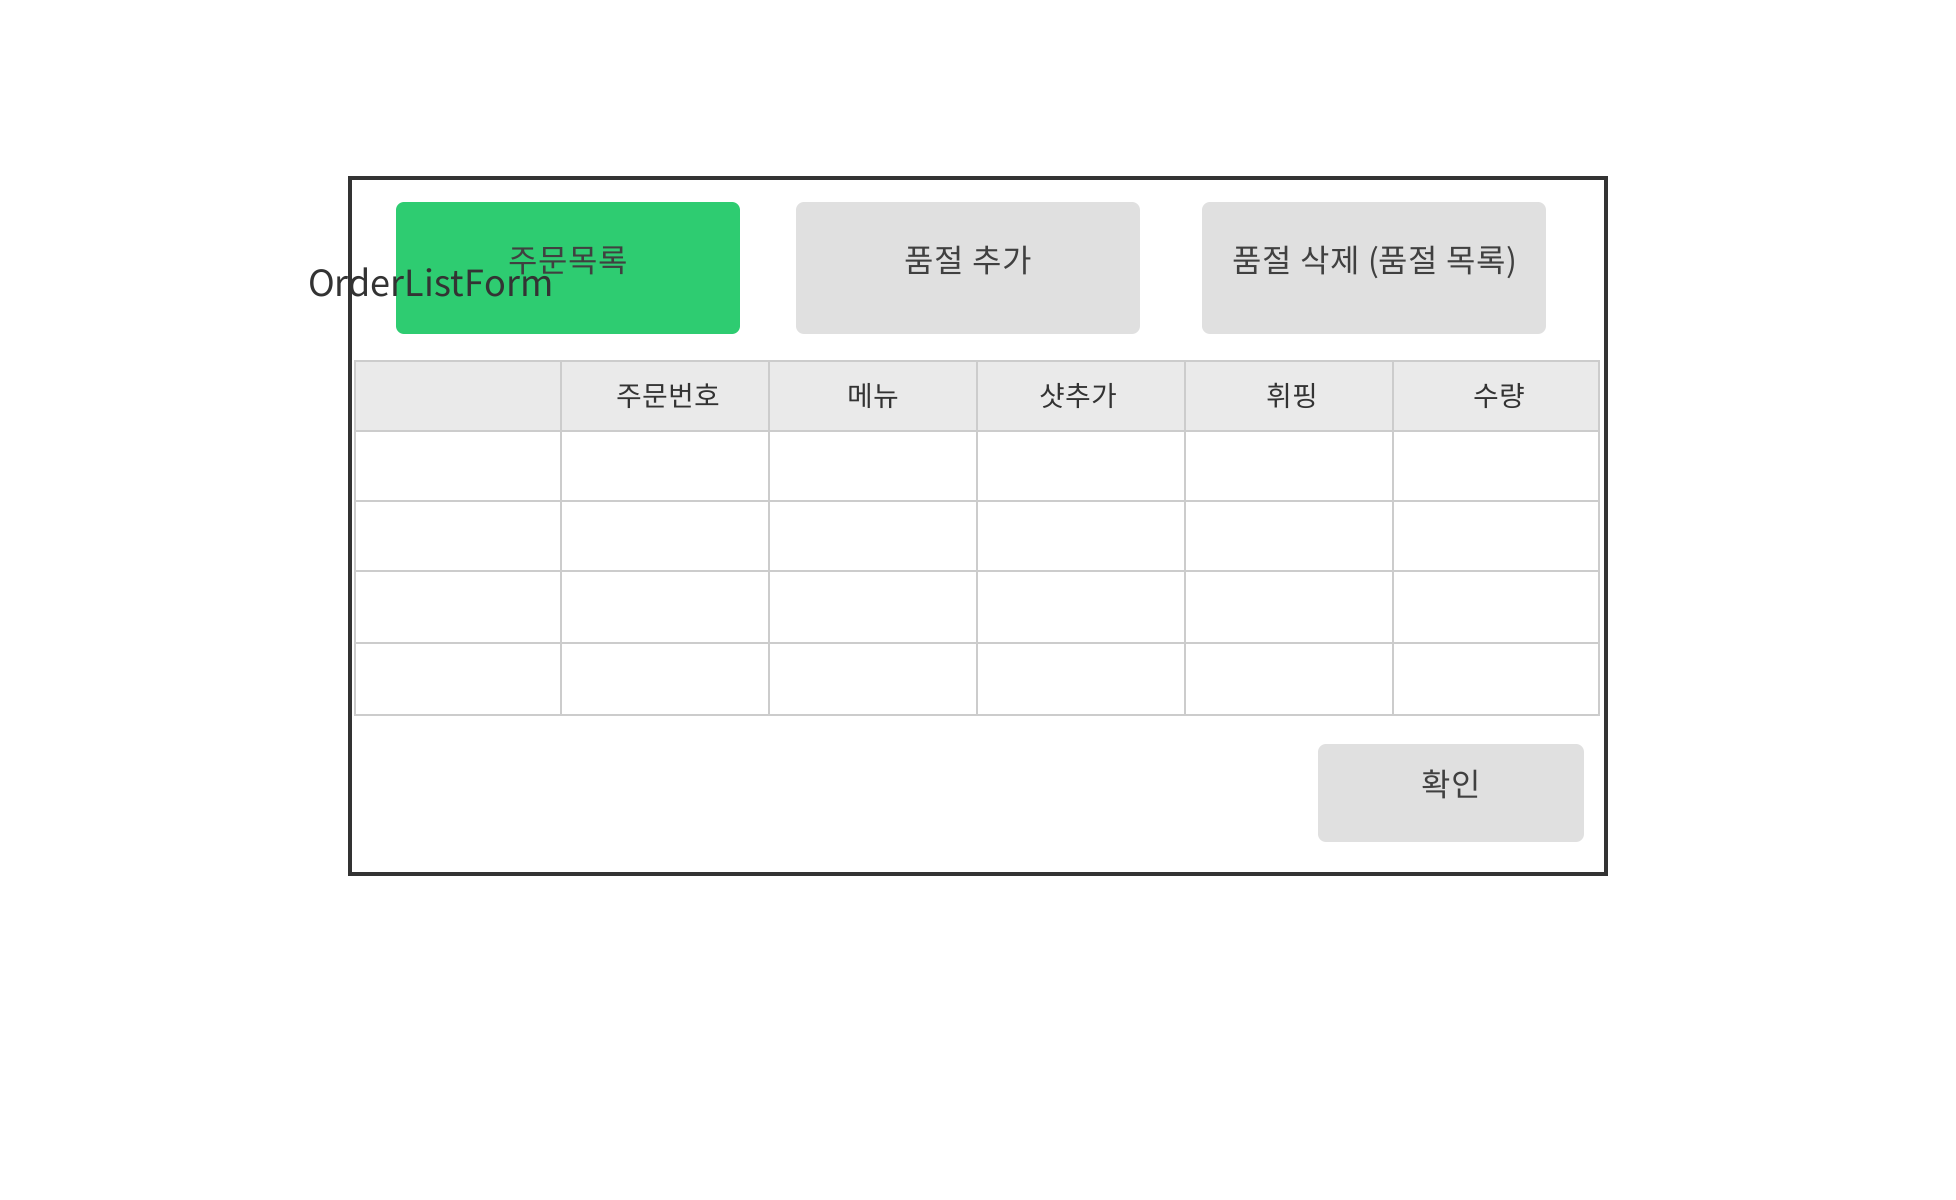 주문목록
품절 추가
품절 삭제 (품절 목록)
OrderListForm
주문번호
메뉴
샷추가
휘핑
수량
확인